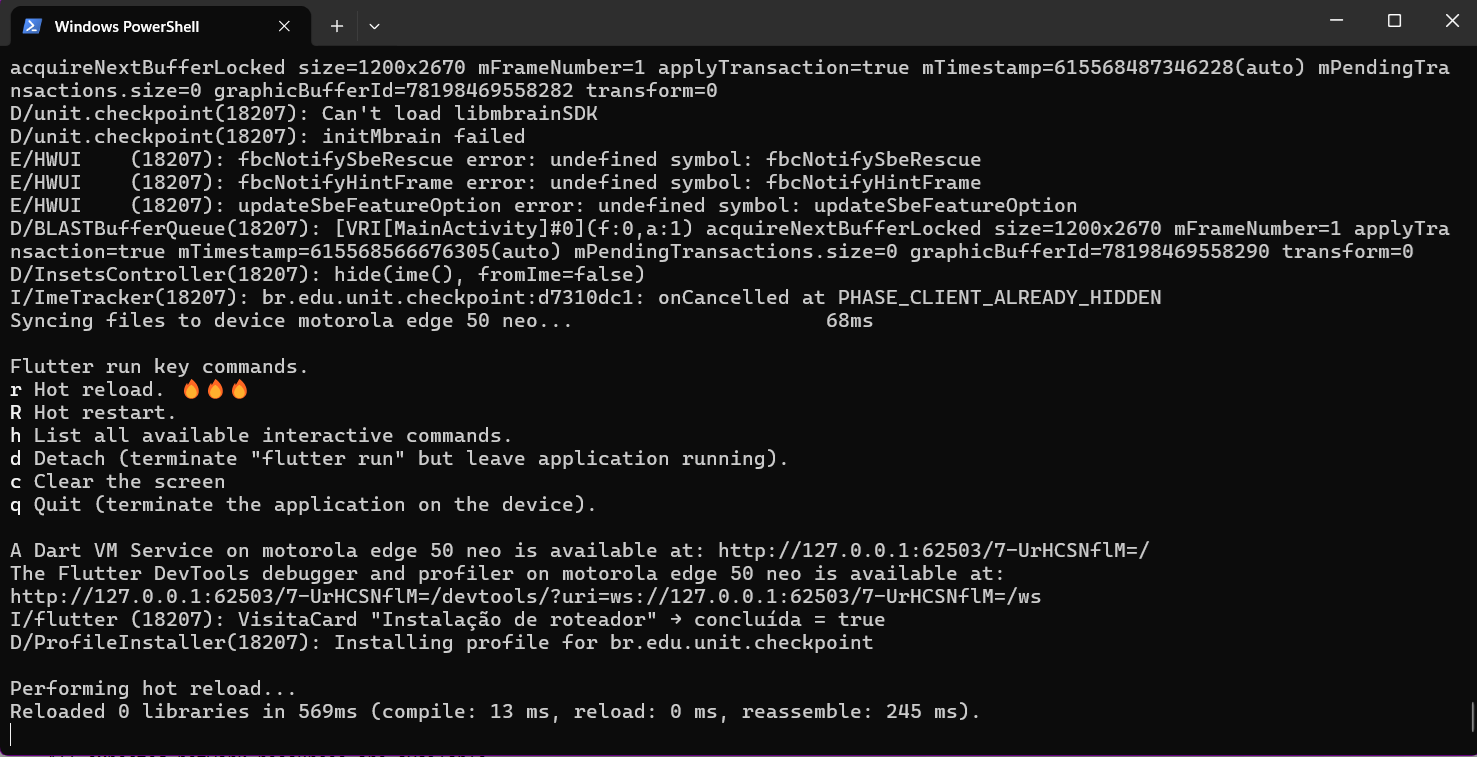 Windows PowerShell
acquireNextBufferLocked size=1200x2670 mFrameNumber=1 applyTransaction=true mTimestamp=615568487346228(auto) mPendingTra
nsactions.size=0 graphicBufferId=78198469558282 transform=0
D/unit.checkpoint(18207): Can't load libmbrainSDK
D/unit.checkpoint(18207): initMbrain failed
E/HWUI    (18207): fbcNotifySbeRescue error: undefined symbol: fbcNotifySbeRescue
E/HWUI    (18207): fbcNotifyHintFrame error: undefined symbol: fbcNotifyHintFrame
E/HWUI    (18207): updateSbeFeatureOption error: undefined symbol: updateSbeFeatureOption
D/BLASTBufferQueue(18207): [VRI[MainActivity]#0](f:0,a:1) acquireNextBufferLocked size=1200x2670 mFrameNumber=1 applyTra
nsaction=true mTimestamp=615568566676305(auto) mPendingTransactions.size=0 graphicBufferId=78198469558290 transform=0
D/InsetsController(18207): hide(ime(), fromIme=false)
I/ImeTracker(18207): br.edu.unit.checkpoint:d7310dc1: onCancelled at PHASE_CLIENT_ALREADY_HIDDEN
Syncing files to device motorola edge 50 neo...                     68ms
Flutter run key commands.
r Hot reload. 🔥🔥🔥
R Hot restart.
h List all available interactive commands.
d Detach (terminate "flutter run" but leave application running).
c Clear the screen
q Quit (terminate the application on the device).
A Dart VM Service on motorola edge 50 neo is available at: http://127.0.0.1:62503/7-UrHCSNflM=/
The Flutter DevTools debugger and profiler on motorola edge 50 neo is available at:
http://127.0.0.1:62503/7-UrHCSNflM=/devtools/?uri=ws://127.0.0.1:62503/7-UrHCSNflM=/ws
I/flutter (18207): VisitaCard "Instalação de roteador" → concluída = true
D/ProfileInstaller(18207): Installing profile for br.edu.unit.checkpoint
Performing hot reload...
Reloaded 0 libraries in 569ms (compile: 13 ms, reload: 0 ms, reassemble: 245 ms).